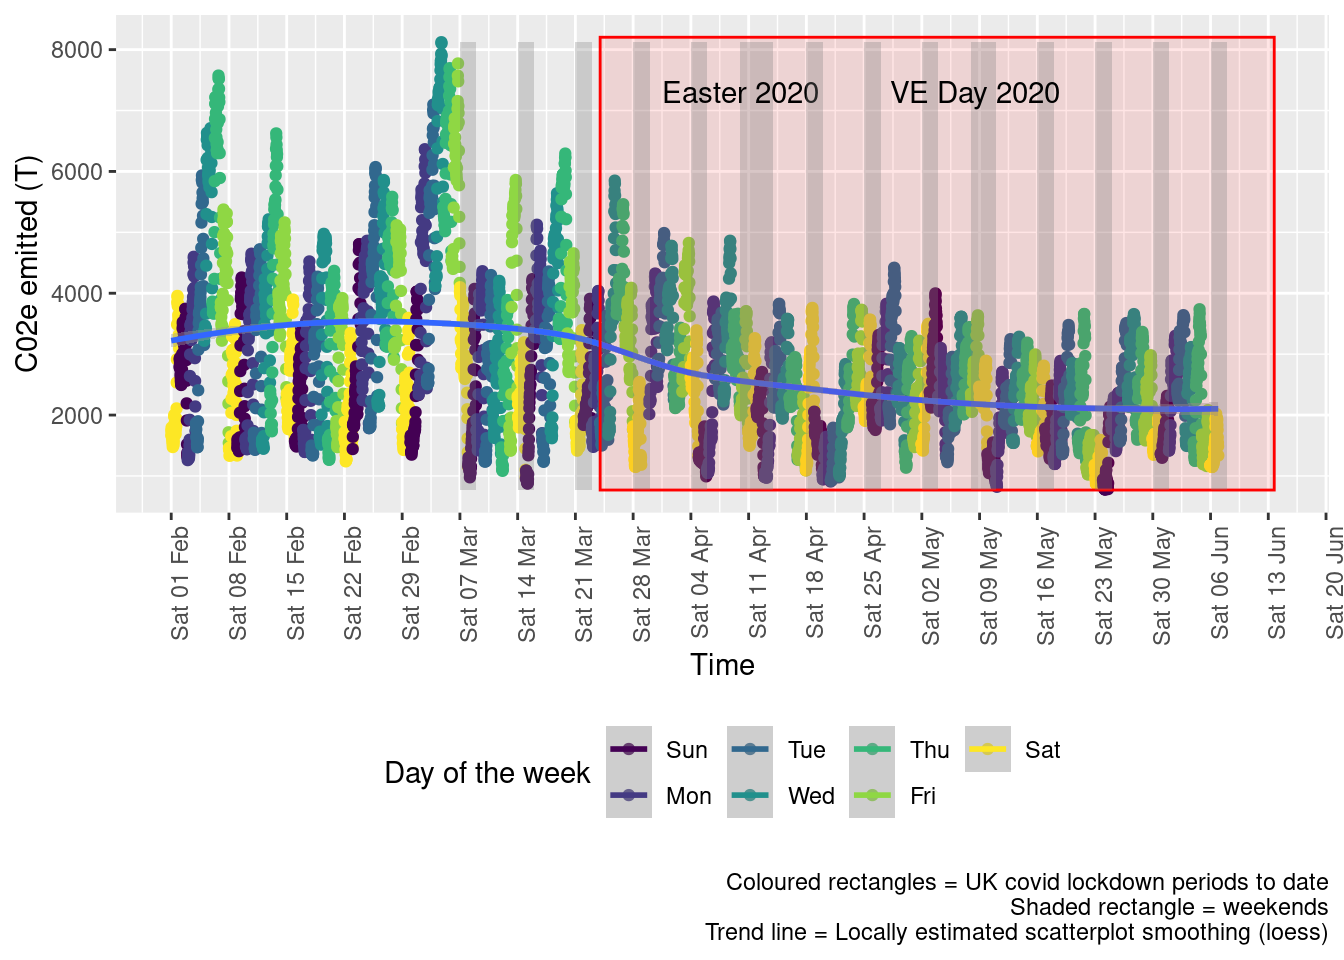 C02e emitted (T)
8000
6000
4000
2000
Easter 2020
VE Day 2020
Sat 01 Feb
Sat 08 Feb
Sat 15 Feb
Sat 22 Feb
Sat 29 Feb
Sat 07 Mar
Sat 14 Mar
Sat 21 Mar
Sat 28 Mar
Sat 04 Apr
Sat 11 Apr
Sat 18 Apr
Sat 25 Apr
Sat 02 May
Sat 09 May
Sat 16 May
Sat 23 May
Sat 30 May
Sat 06 Jun
Sat 13 Jun
Sat 20 Jun
Time
Day of the week
Sun
Tue
Thu
Sat
Mon
Wed
Fri
Coloured rectangles = UK covid lockdown periods to date
Shaded rectangle = weekends
Trend line = Locally estimated scatterplot smoothing (loess)